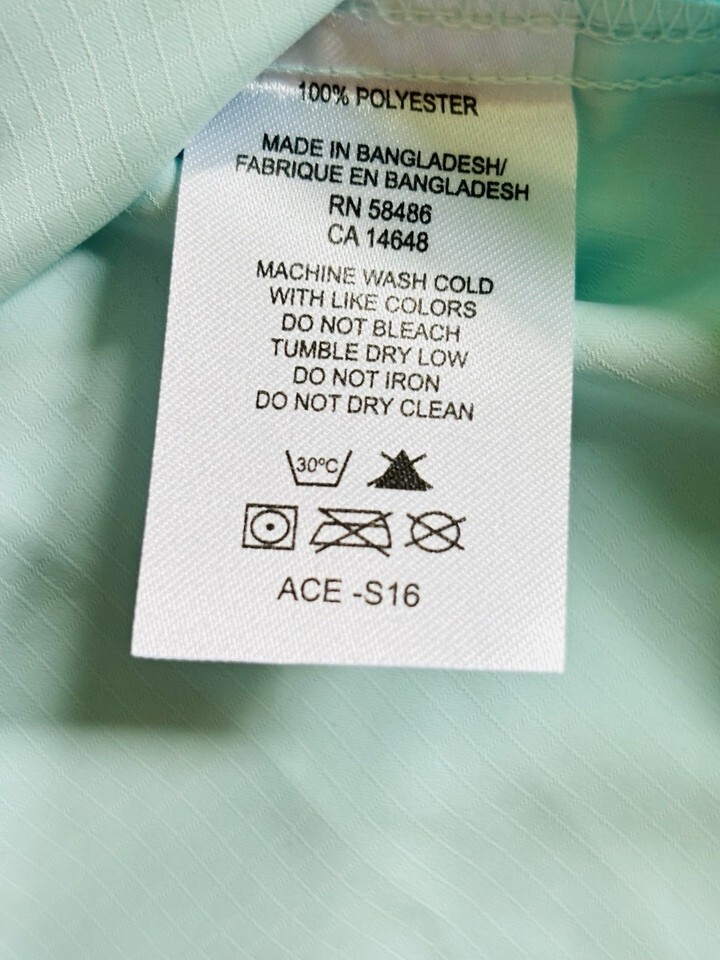 100% POLYESTER
MADE IN BANGLADESH/
FABRIQUE EN BANGLADESH
RN 58486
CA 14648
MACHINE WASH COLD
WITH LIKE COLORS
DO NOT BLEACH
TUMBLE DRY LOW
DO NOT IRON
DO NOT DRY CLEAN
30°C
ACE -S16